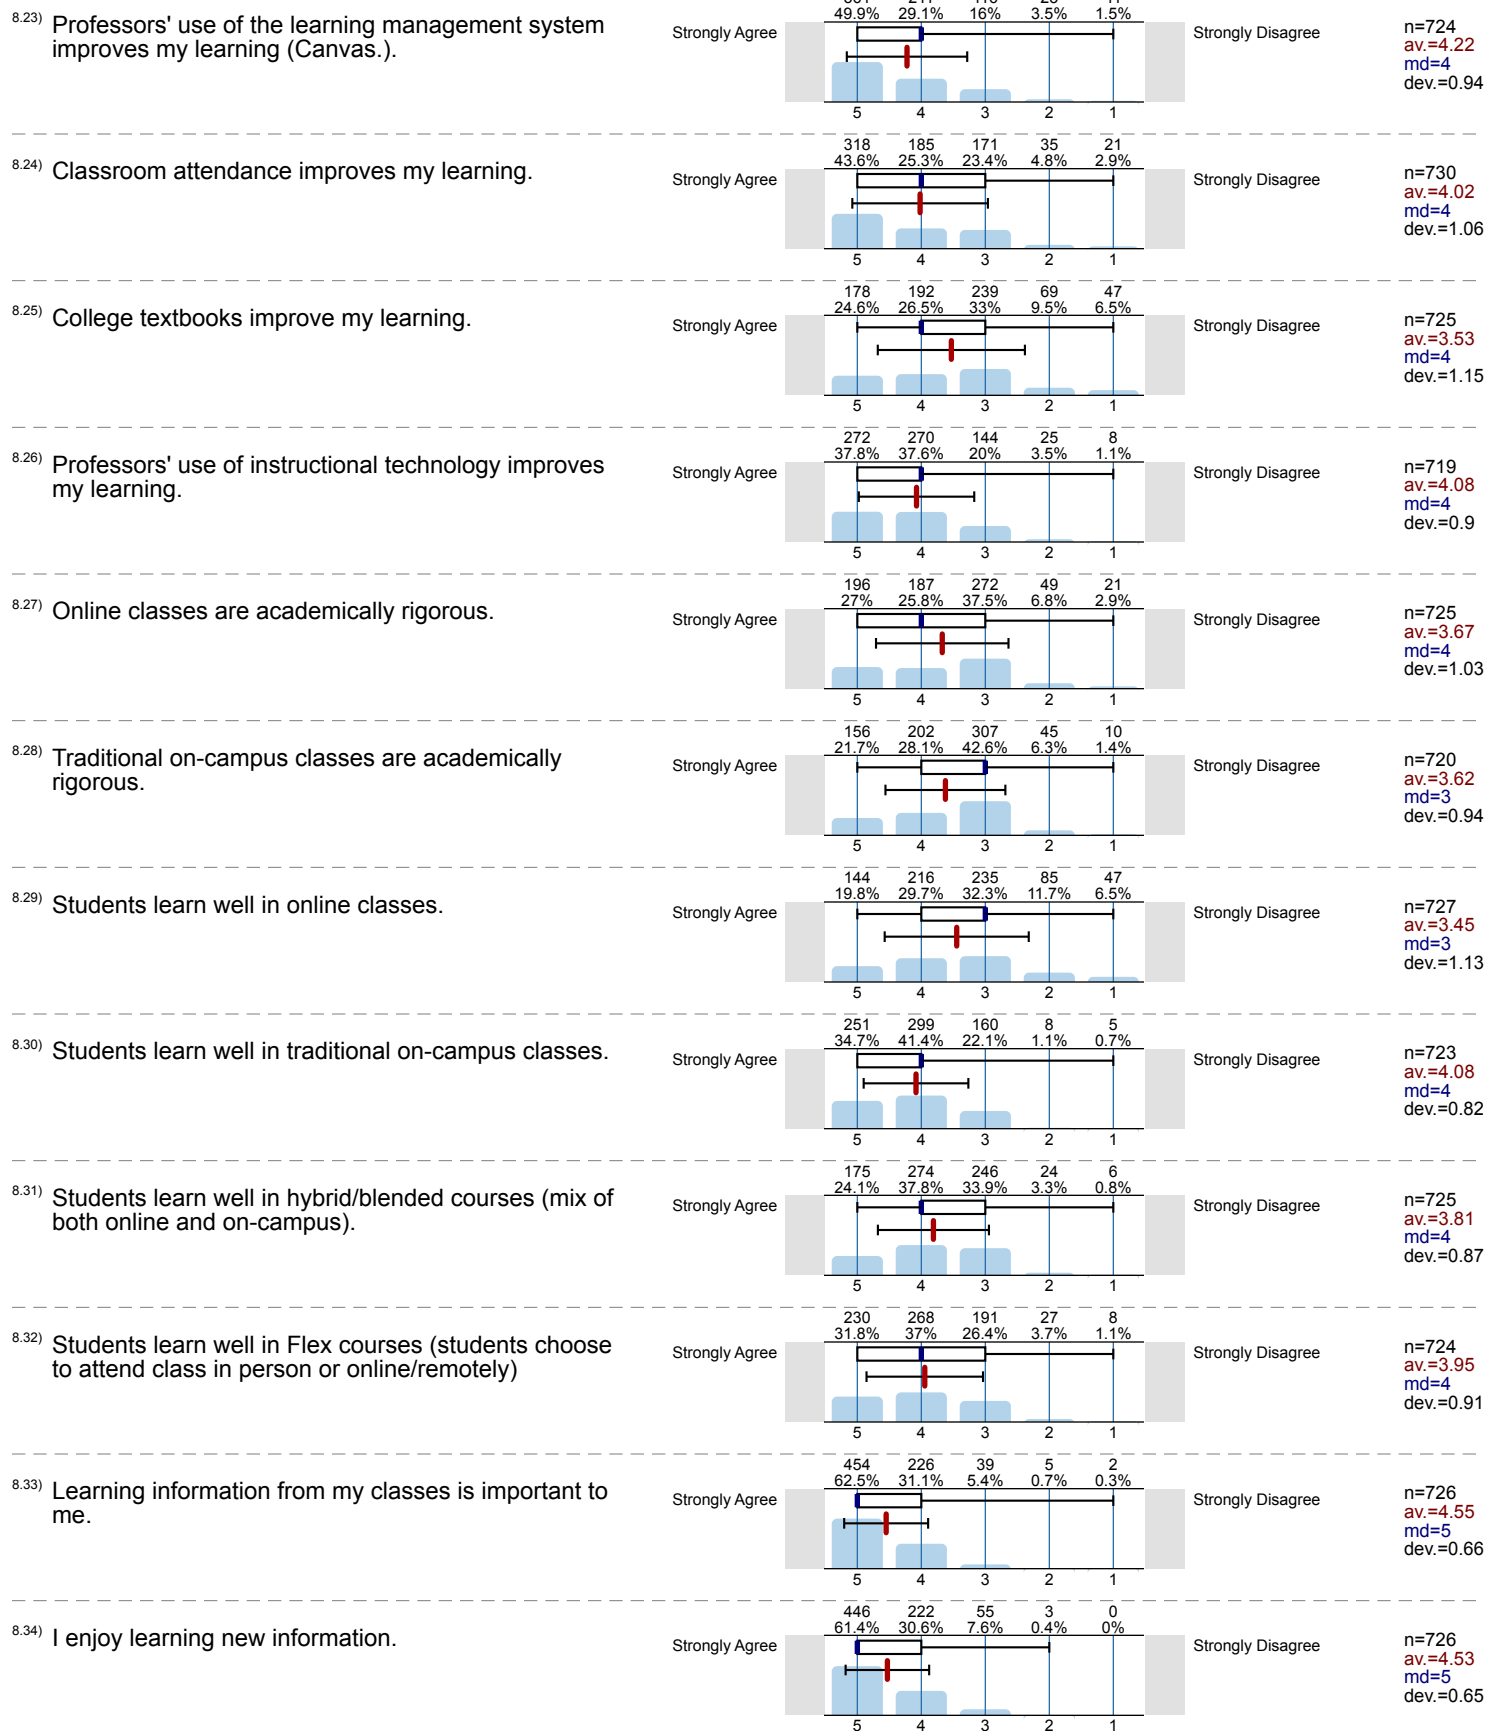 8.23) Professors' use of the learning management system
improves my learning (Canvas.).
Strongly Agree
49.9% 29.1% 16% 3.5% 1.5%
5 4 3 2 1
Strongly Disagree
n=724
av.=4.22
md=4
dev.=0.94
8.24) Classroom attendance improves my learning.
Strongly Agree
318 185 171 35 21
43.6% 25.3% 23.4% 4.8% 2.9%
5 4 3 2 1
Strongly Disagree
n=730
av.=4.02
md=4
dev.=1.06
8.25) College textbooks improve my learning.
Strongly Agree
178 192 239 69 47
24.6% 26.5% 33% 9.5% 6.5%
5 4 3 2 1
Strongly Disagree
n=725
av.=3.53
md=4
dev.=1.15
8.26) Professors' use of instructional technology improves
my learning.
Strongly Agree
272 270 144 25 8
37.8% 37.6% 20% 3.5% 1.1%
5 4 3 2 1
Strongly Disagree
n=719
av.=4.08
md=4
dev.=0.9
8.27) Online classes are academically rigorous.
Strongly Agree
196 187 272 49 21
27% 25.8% 37.5% 6.8% 2.9%
5 4 3 2 1
Strongly Disagree
n=725
av.=3.67
md=4
dev.=1.03
8.28) Traditional on-campus classes are academically
rigorous.
Strongly Agree
156 202 307 45 10
21.7% 28.1% 42.6% 6.3% 1.4%
5 4 3 2 1
Strongly Disagree
n=720
av.=3.62
md=3
dev.=0.94
8.29) Students learn well in online classes.
Strongly Agree
144 216 235 85 47
19.8% 29.7% 32.3% 11.7% 6.5%
5 4 3 2 1
Strongly Disagree
n=727
av.=3.45
md=3
dev.=1.13
8.30) Students learn well in traditional on-campus classes.
Strongly Agree
251 299 160 8 5
34.7% 41.4% 22.1% 1.1% 0.7%
5 4 3 2 1
Strongly Disagree
n=723
av.=4.08
md=4
dev.=0.82
8.31) Students learn well in hybrid/blended courses (mix of
both online and on-campus).
Strongly Agree
175 274 246 24 6
24.1% 37.8% 33.9% 3.3% 0.8%
5 4 3 2 1
Strongly Disagree
n=725
av.=3.81
md=4
dev.=0.87
8.32) Students learn well in Flex courses (students choose
to attend class in person or online/remotely)
Strongly Agree
230 268 191 27 8
31.8% 37% 26.4% 3.7% 1.1%
5 4 3 2 1
Strongly Disagree
n=724
av.=3.95
md=4
dev.=0.91
8.33) Learning information from my classes is important to
me.
Strongly Agree
454 226 39 5 2
62.5% 31.1% 5.4% 0.7% 0.3%
5 4 3 2 1
Strongly Disagree
n=726
av.=4.55
md=5
dev.=0.66
8.34) I enjoy learning new information.
Strongly Agree
446 222 55 3 0
61.4% 30.6% 7.6% 0.4% 0%
5 4 3 2 1
Strongly Disagree
n=726
av.=4.53
md=5
dev.=0.65